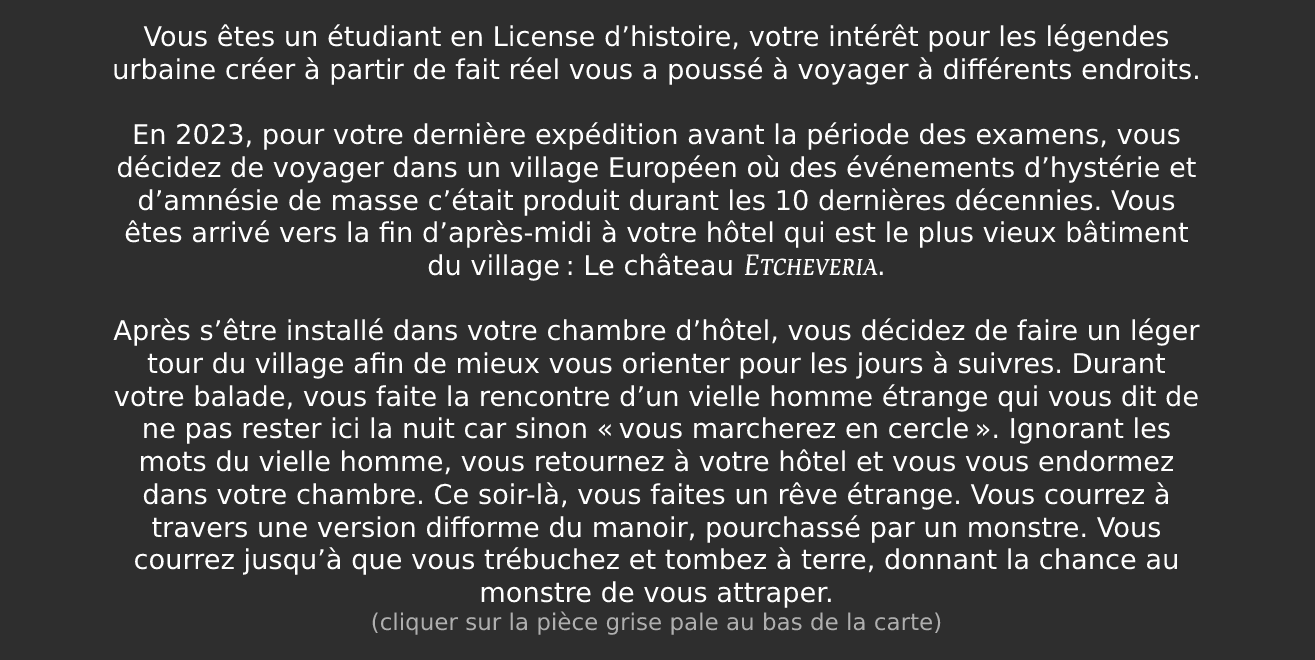 Vous êtes un étudiant en License d’histoire, votre intérêt pour les légendes
urbaine créer à partir de fait réel vous a poussé à voyager à différents endroits.
En 2023, pour votre dernière expédition avant la période des examens, vous
décidez de voyager dans un village Européen où des événements d’hystérie et
d’amnésie de masse c’était produit durant les 10 dernières décennies. Vous
êtes arrivé vers la fin d’après-midi à votre hôtel qui est le plus vieux bâtiment
du village : Le château ETCHEVERIA.
Après s’être installé dans votre chambre d’hôtel, vous décidez de faire un léger
tour du village afin de mieux vous orienter pour les jours à suivres. Durant
votre balade, vous faite la rencontre d’un vielle homme étrange qui vous dit de
ne pas rester ici la nuit car sinon « vous marcherez en cercle ». Ignorant les
mots du vielle homme, vous retournez à votre hôtel et vous vous endormez
dans votre chambre. Ce soir-là, vous faites un rêve étrange. Vous courrez à
travers une version difforme du manoir, pourchassé par un monstre. Vous
courrez jusqu’à que vous trébuchez et tombez à terre, donnant la chance au
monstre de vous attraper.
(cliquer sur la pièce grise pale au bas de la carte)